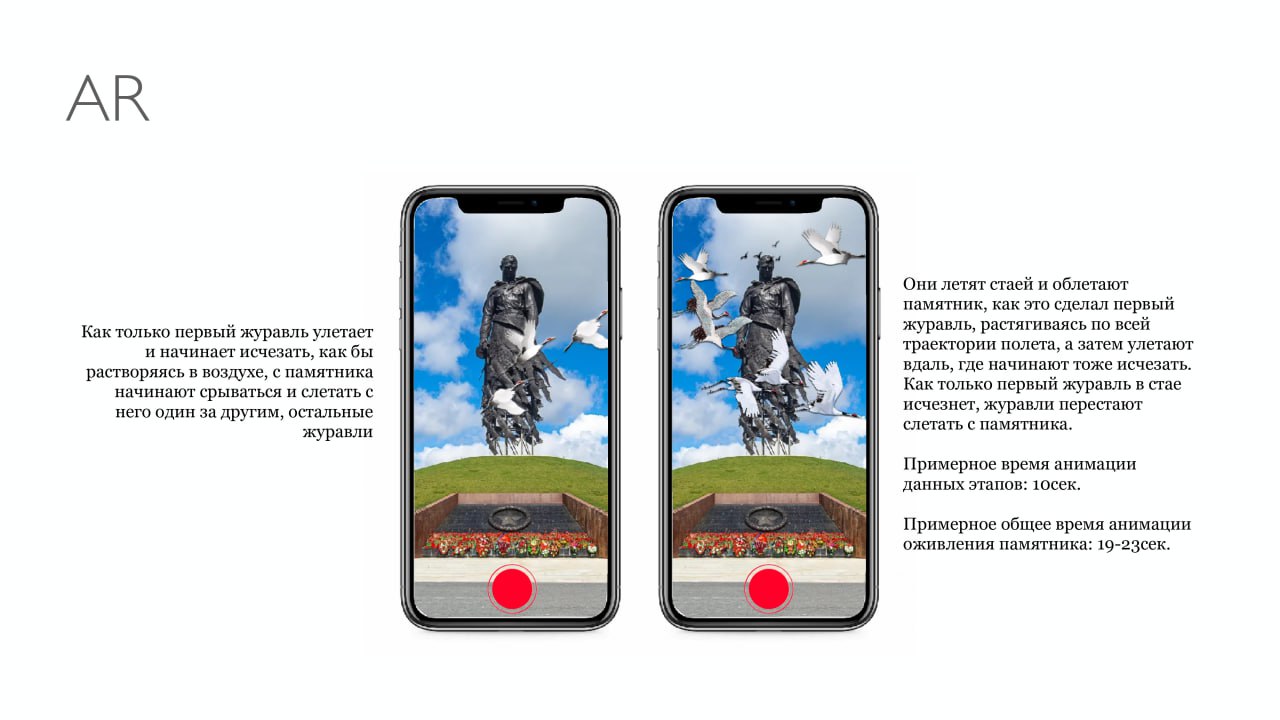 AR
Как только первый журавль улетает
и начинает исчезать, как бы
растворяясь в воздухе, с памятника
начинают срываться и слетать с
него один за другим, остальные
журавли
Они летят стаей и облетают
памятник, как это сделал первый
журавль, растягиваясь по всей
траектории полета, а затем улетают
вдаль, где начинают тоже исчезать.
Как только первый журавль в стае
исчезнет, журавли перестают
слетать с памятника.
Примерное время анимации
данных этапов: 10сек.
Примерное общее время анимации
оживления памятника: 19-23сек.